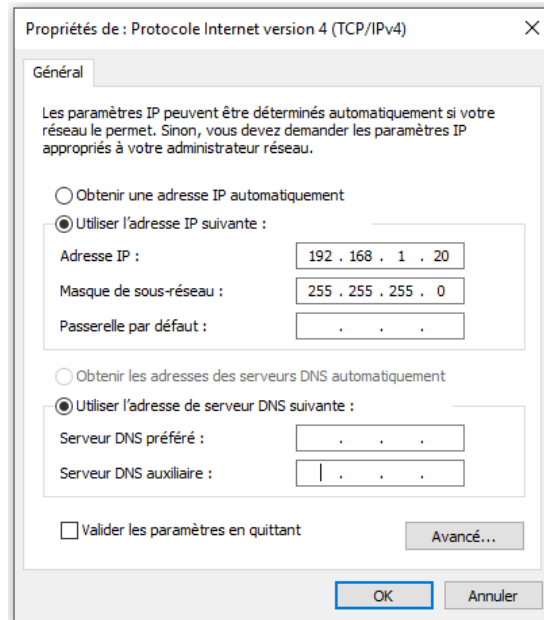 Propriétés de : Protocole Internet version 4 (TCP/IPv4)
Général
Les paramètres IP peuvent être déterminés automatiquement si votre
réseau le permet. Sinon, vous devez demander les paramètres IP
appropriés à votre administrateur réseau.
Obtenir une adresse IP automatiquement
Utiliser l'adresse IP suivante :
Adresse IP : 192 . 168 . 1 . 20
Masque de sous-réseau : 255 . 255 . 255 . 0
Passerelle par défaut : . . .
Obtenir les adresses des serveurs DNS automatiquement
Utiliser l'adresse de serveur DNS suivante :
Serveur DNS préféré : . . .
Serveur DNS auxiliaire : . . .
Valider les paramètres en quittant
Avancé...
OK Annuler